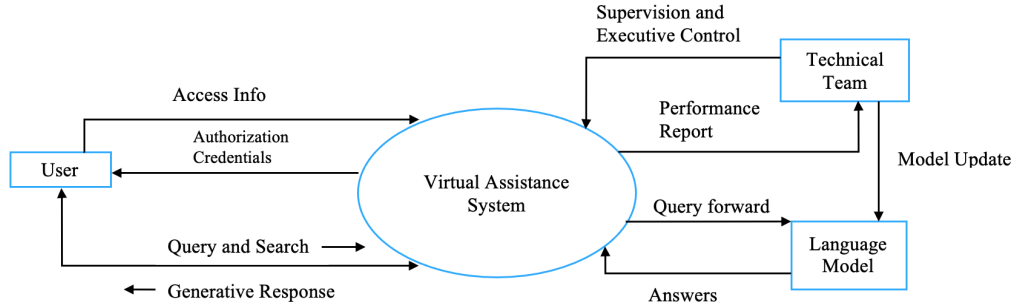 Supervision and
Executive Control
Technical
Team
Access Info
Performance
Report
Authorization
Credentials
Model Update
User
Virtual Assistance
System
Query forward
Query and Search
Language
Model
Generative Response
Answers